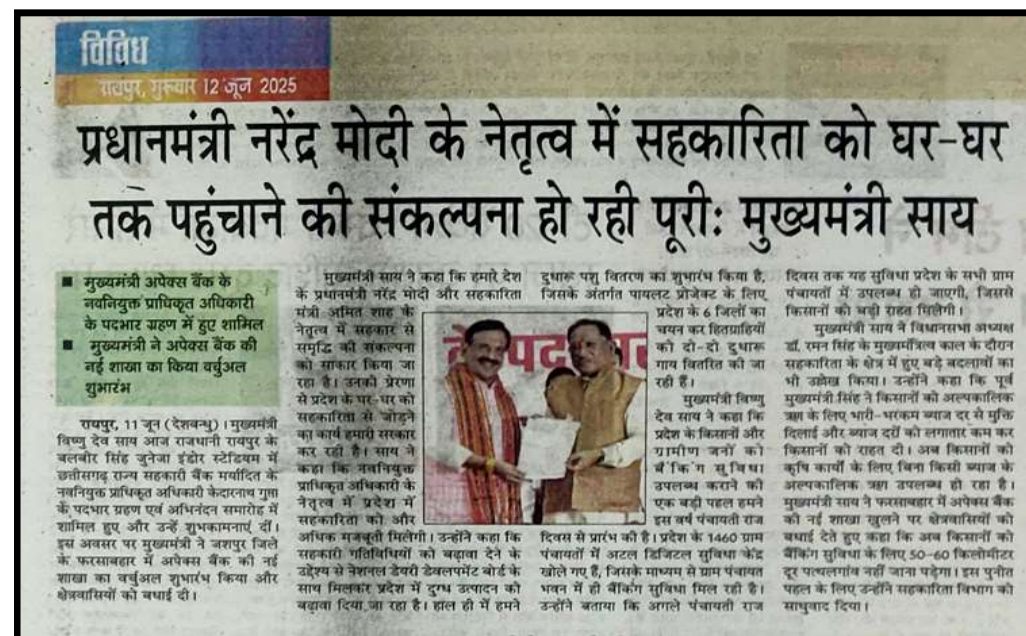 विविध
रायपुर, गुरुवार 12 जून 2025
प्रधानमंत्री नरेंद्र मोदी के नेतृत्व में सहकारिता को घर-घर
तक पहुंचाने की संकल्पना हो रही पूरी: मुख्यमंत्री साय
मुख्यमंत्री अपेक्स बैंक के
नवनियुक्त प्राधिकृत अधिकारी
के पदभार ग्रहण में हुए शामिल
मुख्यमंत्री ने अपेक्स बैंक की
नई शाखा का किया वर्चुअल
शुभारंभ
रायपुर, 11 जून (देशबन्धु)। मुख्यमंत्री
विष्णु देव साय आज राजधानी रायपुर के
बलबीर सिंह जुनेजा इंडोर स्टेडियम में
छत्तीसगढ़ राज्य सहकारी बैंक मर्यादित के
नवनियुक्त प्राधिकृत अधिकारी केदारनाथ गुप्ता
के पदभार ग्रहण एवं अभिनंदन समारोह में
शामिल हुए और उन्हें शुभकामनाएं दीं।
इस अवसर पर मुख्यमंत्री ने जशपुर जिले
के फरसाबहार में अपेक्स बैंक की नई
शाखा का वर्चुअल शुभारंभ किया और
क्षेत्रवासियों को बधाई दी।
मुख्यमंत्री साय ने कहा कि हमारे देश
के प्रधानमंत्री नरेंद्र मोदी और सहकारिता
मंत्री अमित शाह के
नेतृत्व में सहकार से
समृद्धि की संकल्पना
को साकार किया जा
रहा है। उनकी प्रेरणा
से प्रदेश के घर-घर को
सहकारिता से जोड़ने
का कार्य हमारी सरकार
कर रही है। साय ने
कहा कि नवनियुक्त
प्राधिकृत अधिकारी के
नेतृत्व में प्रदेश में
सहकारिता को और
अधिक मजबूती मिलेगी। उन्होंने कहा कि
सहकारी गतिविधियों को बढ़ावा देने के
उद्देश्य से नेशनल डेयरी डेवलपमेंट बोर्ड के
साथ मिलकर प्रदेश में दुग्ध उत्पादन को
बढ़ावा दिया जा रहा है। हाल ही में हमने
दुधारू पशु वितरण का शुभारंभ किया है,
जिसके अंतर्गत पायलट प्रोजेक्ट के लिए
प्रदेश के 6 जिलों का
चयन कर हितग्राहियों
को दो-दो दुधारू
गाय वितरित की जा
रही हैं।
मुख्यमंत्री विष्णु
देव साय ने कहा कि
प्रदेश के किसानों और
ग्रामीण जनों को
बैंकिंग सुविधा
उपलब्ध कराने की
एक बड़ी पहल हमने
इस वर्ष पंचायती राज
दिवस से प्रारंभ की है। प्रदेश के 1460 ग्राम
पंचायतों में अटल डिजिटल सुविधा केंद्र
खोले गए हैं, जिसके माध्यम से ग्राम पंचायत
भवन में ही बैंकिंग सुविधा मिल रही है।
उन्होंने बताया कि अगले पंचायती राज
दिवस तक यह सुविधा प्रदेश के सभी ग्राम
पंचायतों में उपलब्ध हो जाएगी, जिससे
किसानों को बड़ी राहत मिलेगी।
मुख्यमंत्री साय ने विधानसभा अध्यक्ष
डॉ. रमन सिंह के मुख्यमंत्रित्व काल के दौरान
सहकारिता के क्षेत्र में हुए बड़े बदलावों का
भी उल्लेख किया। उन्होंने कहा कि पूर्व
मुख्यमंत्री सिंह ने किसानों को अल्पकालिक
ऋण के लिए भारी-भरकम ब्याज दर से मुक्ति
दिलाई और ब्याज दरों को लगातार कम कर
किसानों को राहत दी। अब किसानों को
कृषि कार्यों के लिए बिना किसी ब्याज के
अल्पकालिक ऋण उपलब्ध हो रहा है।
मुख्यमंत्री साय ने फरसाबहार में अपेक्स बैंक
की नई शाखा खुलने पर क्षेत्रवासियों को
बधाई देते हुए कहा कि अब किसानों को
बैंकिंग सुविधा के लिए 50-60 किलोमीटर
दूर पत्थलगांव नहीं जाना पड़ेगा। इस पुनीत
पहल के लिए उन्होंने सहकारिता विभाग को
साधुवाद दिया।